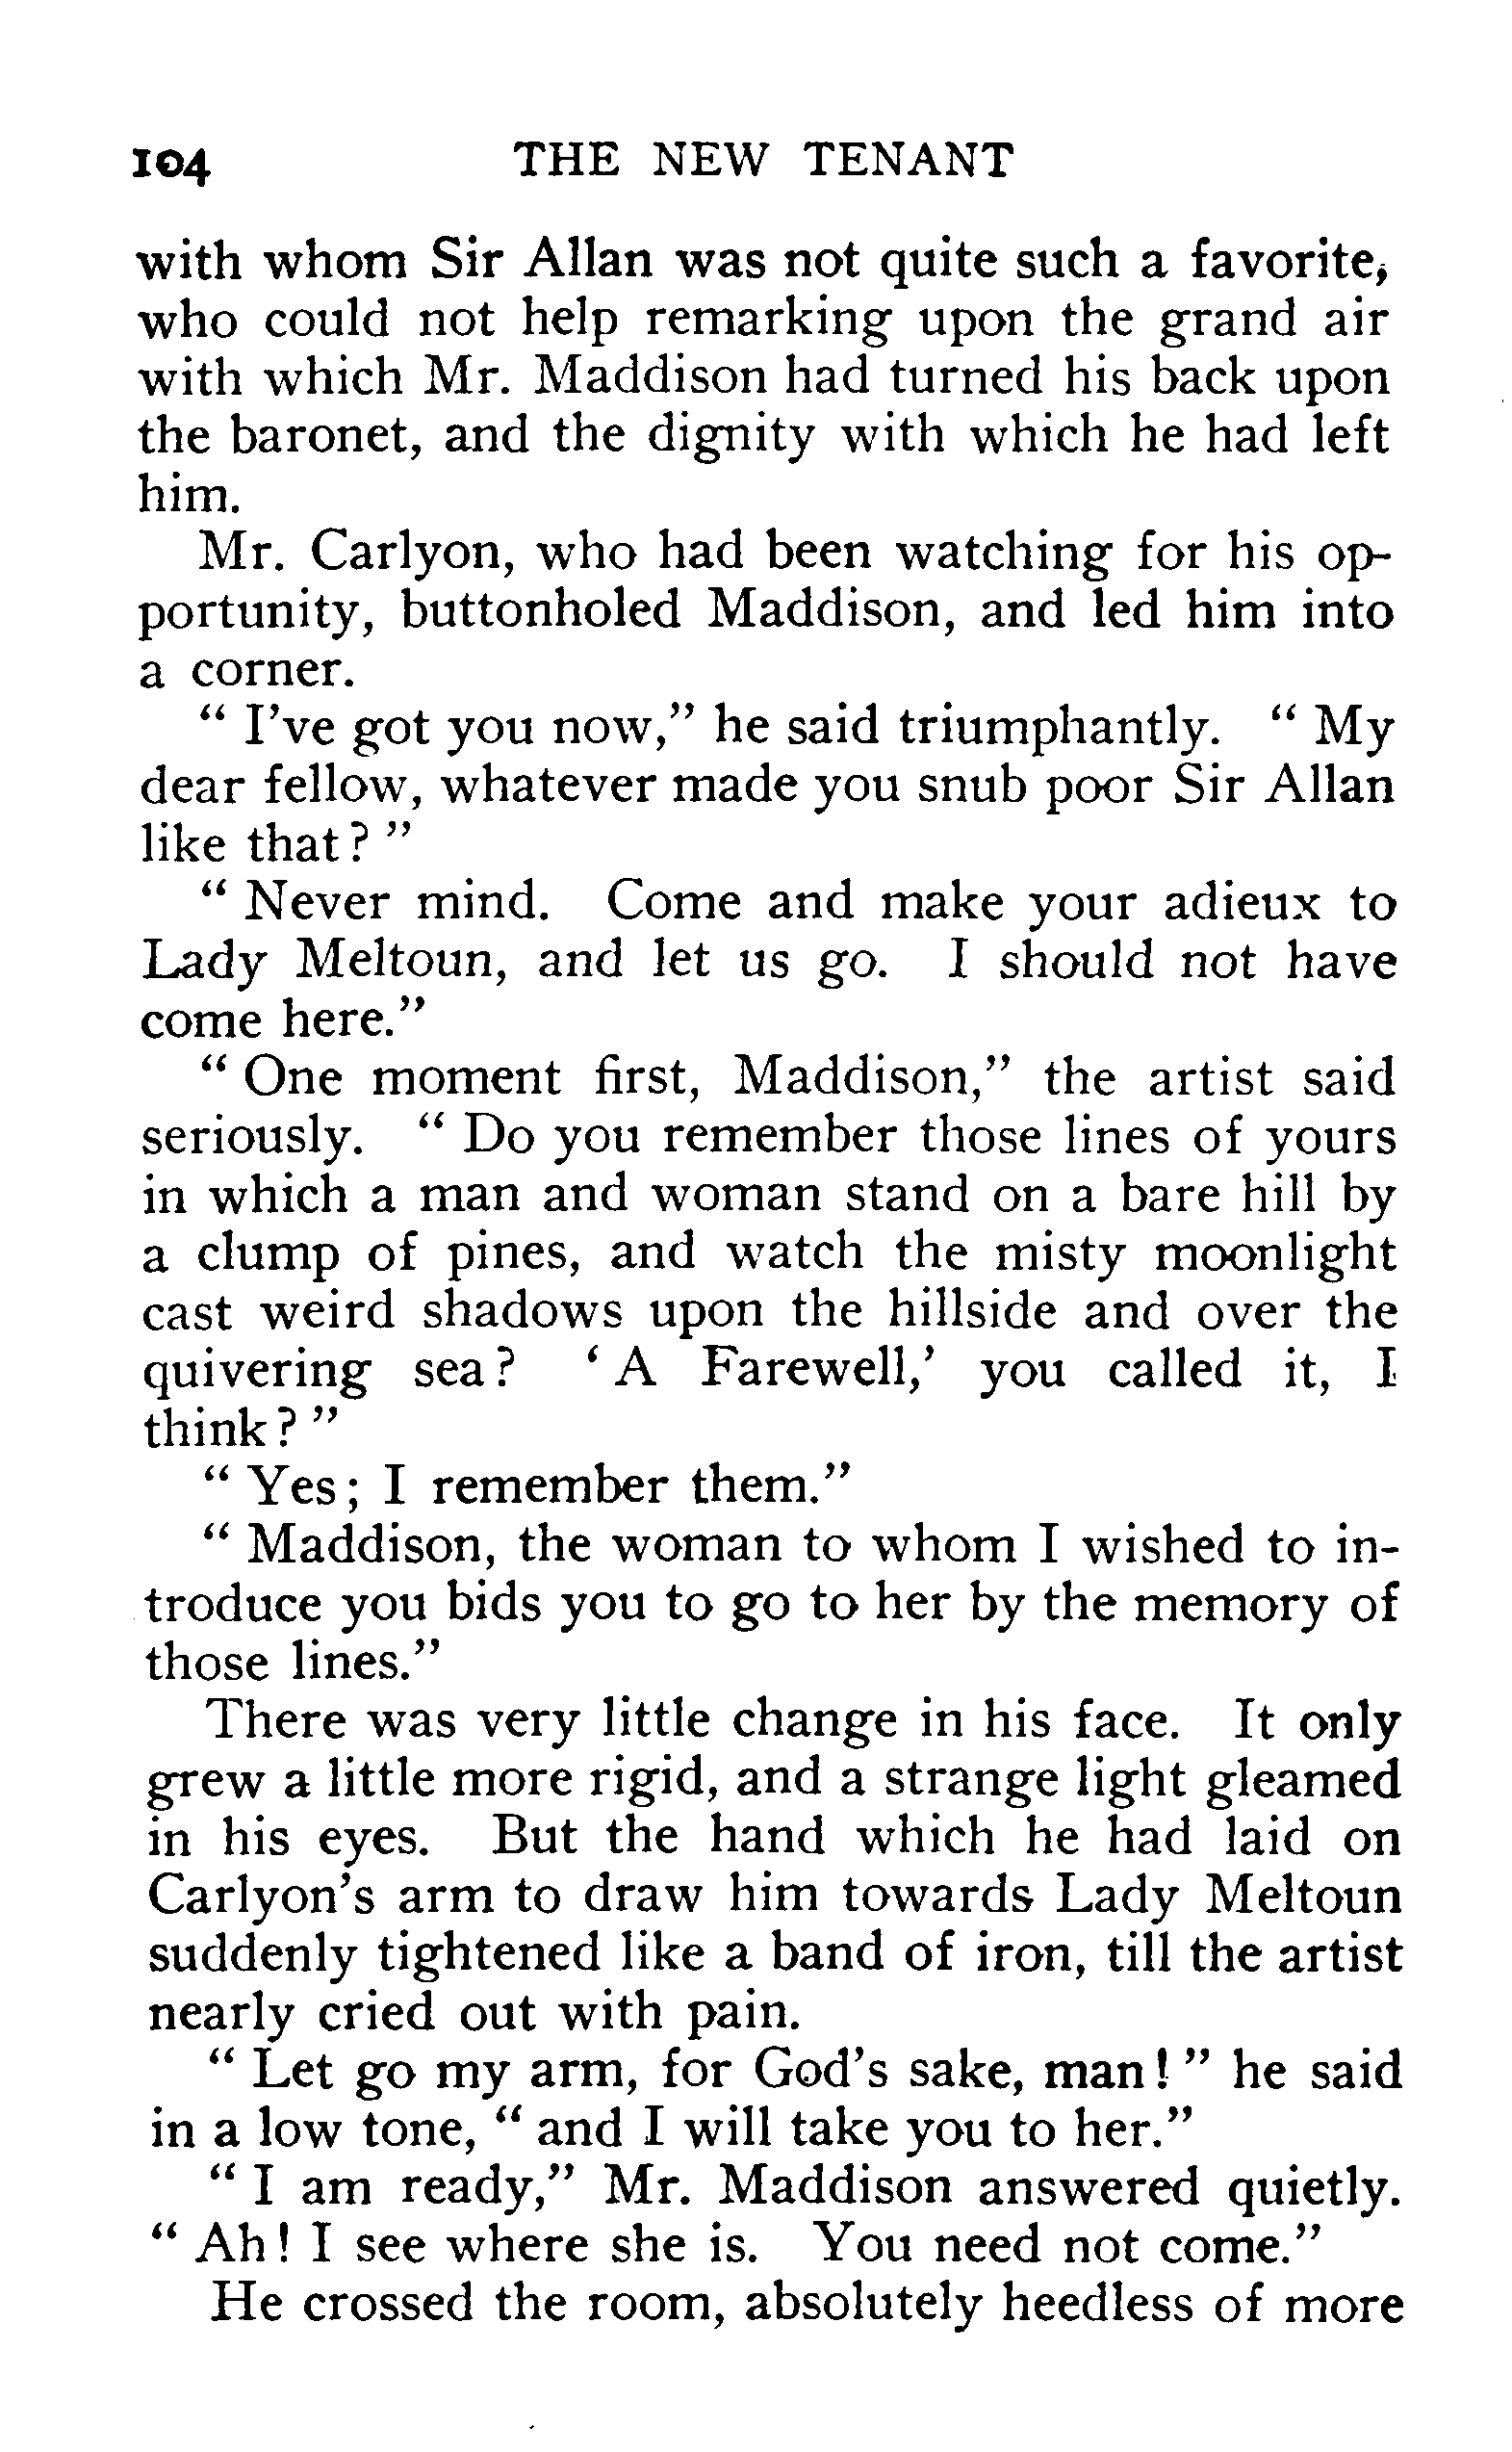 104 THE NEW TENANT
with whom Sir Allan was not quite such a favorite,
who could not help remarking upon the grand air
with which Mr. Maddison had turned his back upon
the baronet, and the dignity with which he had left
him.
Mr. Carlyon, who had been watching for his op-
portunity, buttonholed Maddison, and led him into
a corner.
“ I’ve got you now,” he said triumphantly. “ My
dear fellow, whatever made you snub poor Sir Allan
like that? ”
“ Never mind. Come and make your adieux to
Lady Meltoun, and let us go. I should not have
come here.”
“ One moment first, Maddison,” the artist said
seriously. “ Do you remember those lines of yours
in which a man and woman stand on a bare hill by
a clump of pines, and watch the misty moonlight
cast weird shadows upon the hillside and over the
quivering sea? ‘ A Farewell,’ you called it, I
think? ”
“ Yes; I remember them.”
“ Maddison, the woman to whom I wished to in-
troduce you bids you to go to her by the memory of
those lines.”
There was very little change in his face. It only
grew a little more rigid, and a strange light gleamed
in his eyes. But the hand which he had laid on
Carlyon’s arm to draw him towards Lady Meltoun
suddenly tightened like a band of iron, till the artist
nearly cried out with pain.
“ Let go my arm, for God’s sake, man! ” he said
in a low tone, “ and I will take you to her.”
“ I am ready,” Mr. Maddison answered quietly.
“ Ah! I see where she is. You need not come.”
He crossed the room, absolutely heedless of more